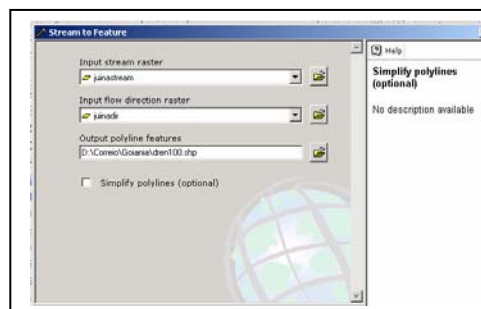 Stream to Feature
Input stream raster
juinastream
Input flow direction raster
juinadir
Output polyline features
D:\Correio\Goiania\dren100.shp
Simplify polylines (optional)
Help
Simplify polylines
(optional)
No description available